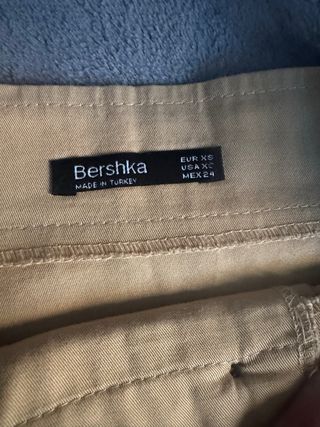 Bershka
MADE IN TURKEY
EUR XS
USA XS
MEX 24